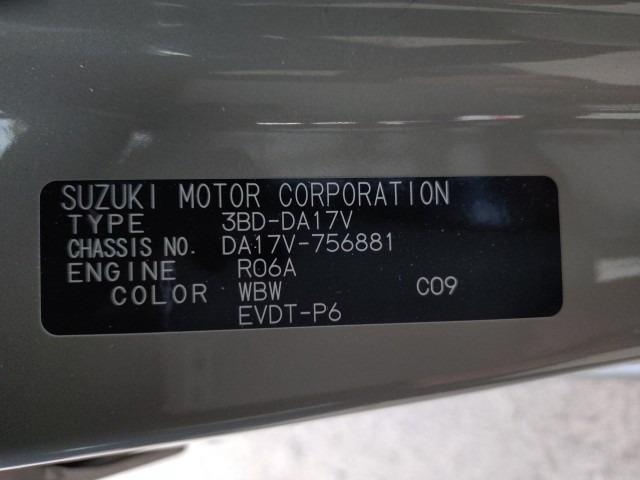 SUZUKI MOTOR CORPORATION
TYPE 3BD-DA17V
CHASSIS NO. DA17V-756881
ENGINE R06A
COLOR WBW C09
EVDT-P6